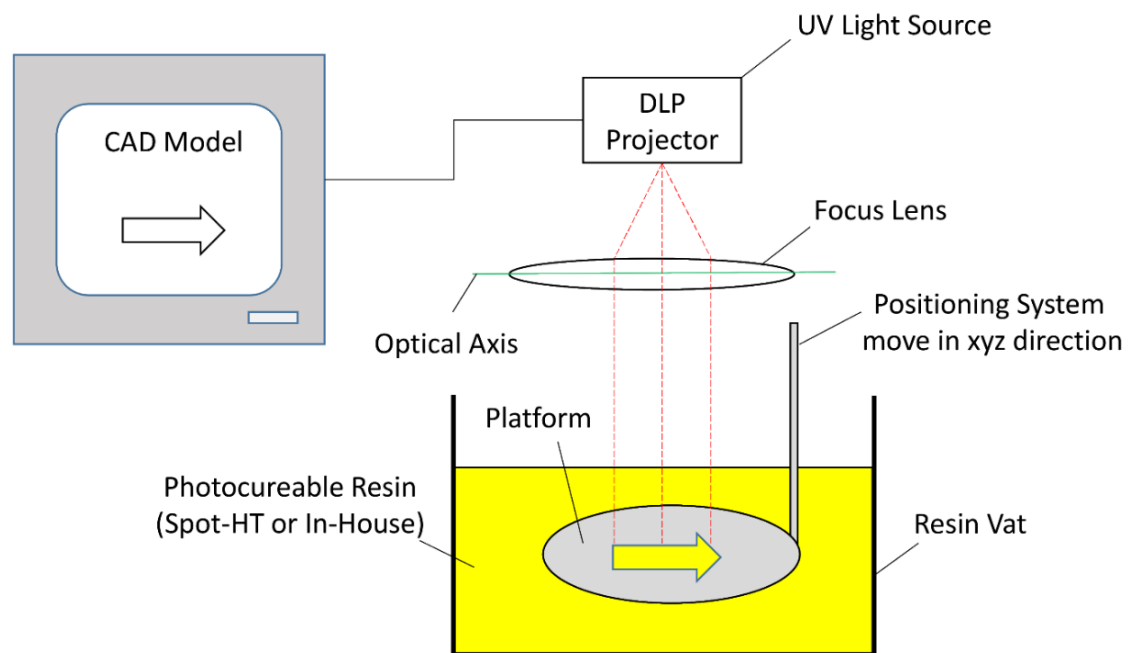 UV Light Source
DLP
Projector
CAD Model
Focus Lens
Optical Axis
Positioning System
move in xyz direction
Platform
Photocureable Resin
(Spot-HT or In-House)
Resin Vat